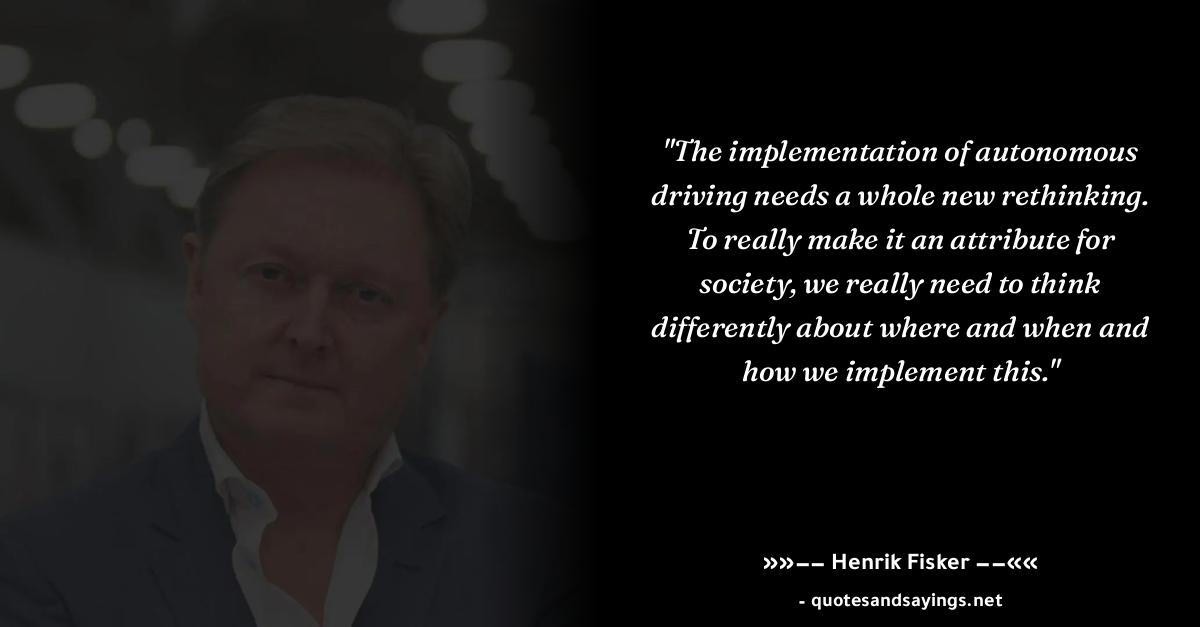 "The implementation of autonomous
driving needs a whole new rethinking.
To really make it an attribute for
society, we really need to think
differently about where and when and
how we implement this."
»»−− Henrik Fisker −−««
- quotesandsayings.net